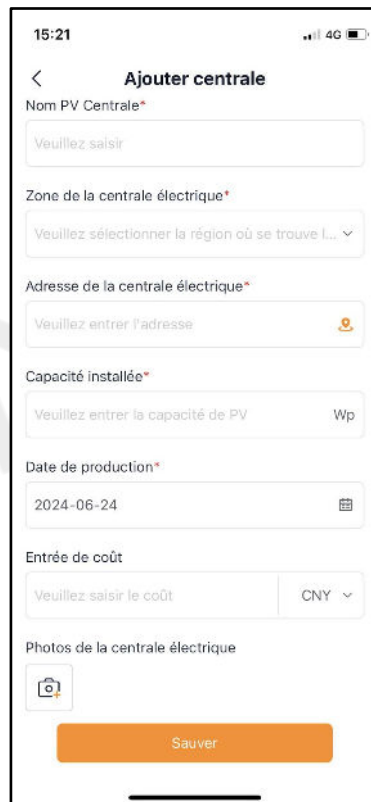 15:21
4G
Ajouter centrale
Nom PV Centrale*
Veuillez saisir
Zone de la centrale électrique*
Veuillez sélectionner la région où se trouve l...
Adresse de la centrale électrique*
Veuillez entrer l'adresse
Capacité installée*
Veuillez entrer la capacité de PV Wp
Date de production*
2024-06-24
Entrée de coût
Veuillez saisir le coût CNY
Photos de la centrale électrique
Sauver